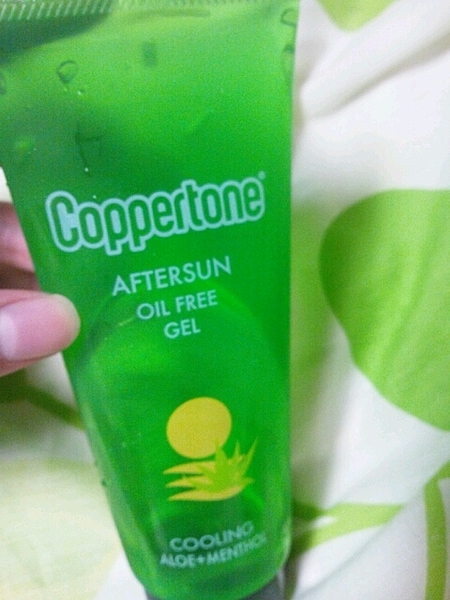 Coppertone®
AFTERSUN
OIL FREE
GEL
COOLING
ALOE+MENTHOL